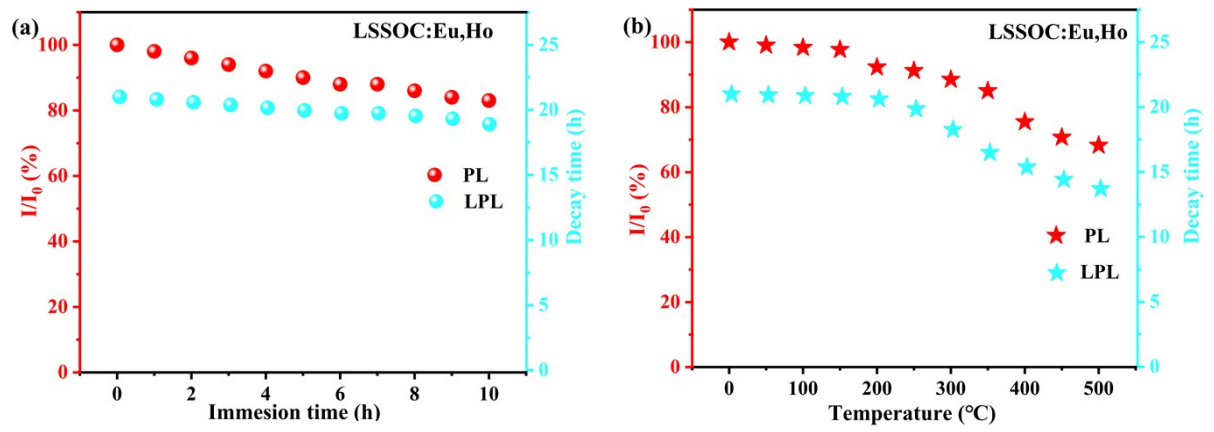 (a)
LSSOC:Eu,Ho
I/I₀ (%)
100
80
60
40
20
0
PL
LPL
25
20
15
10
5
0
Decay time (h)
0 2 4 6 8 10
Immesion time (h)
(b)
LSSOC:Eu,Ho
I/I₀ (%)
100
80
60
40
20
0
PL
LPL
25
20
15
10
5
0
Decay time (h)
0 100 200 300 400 500
Temperature (°C)